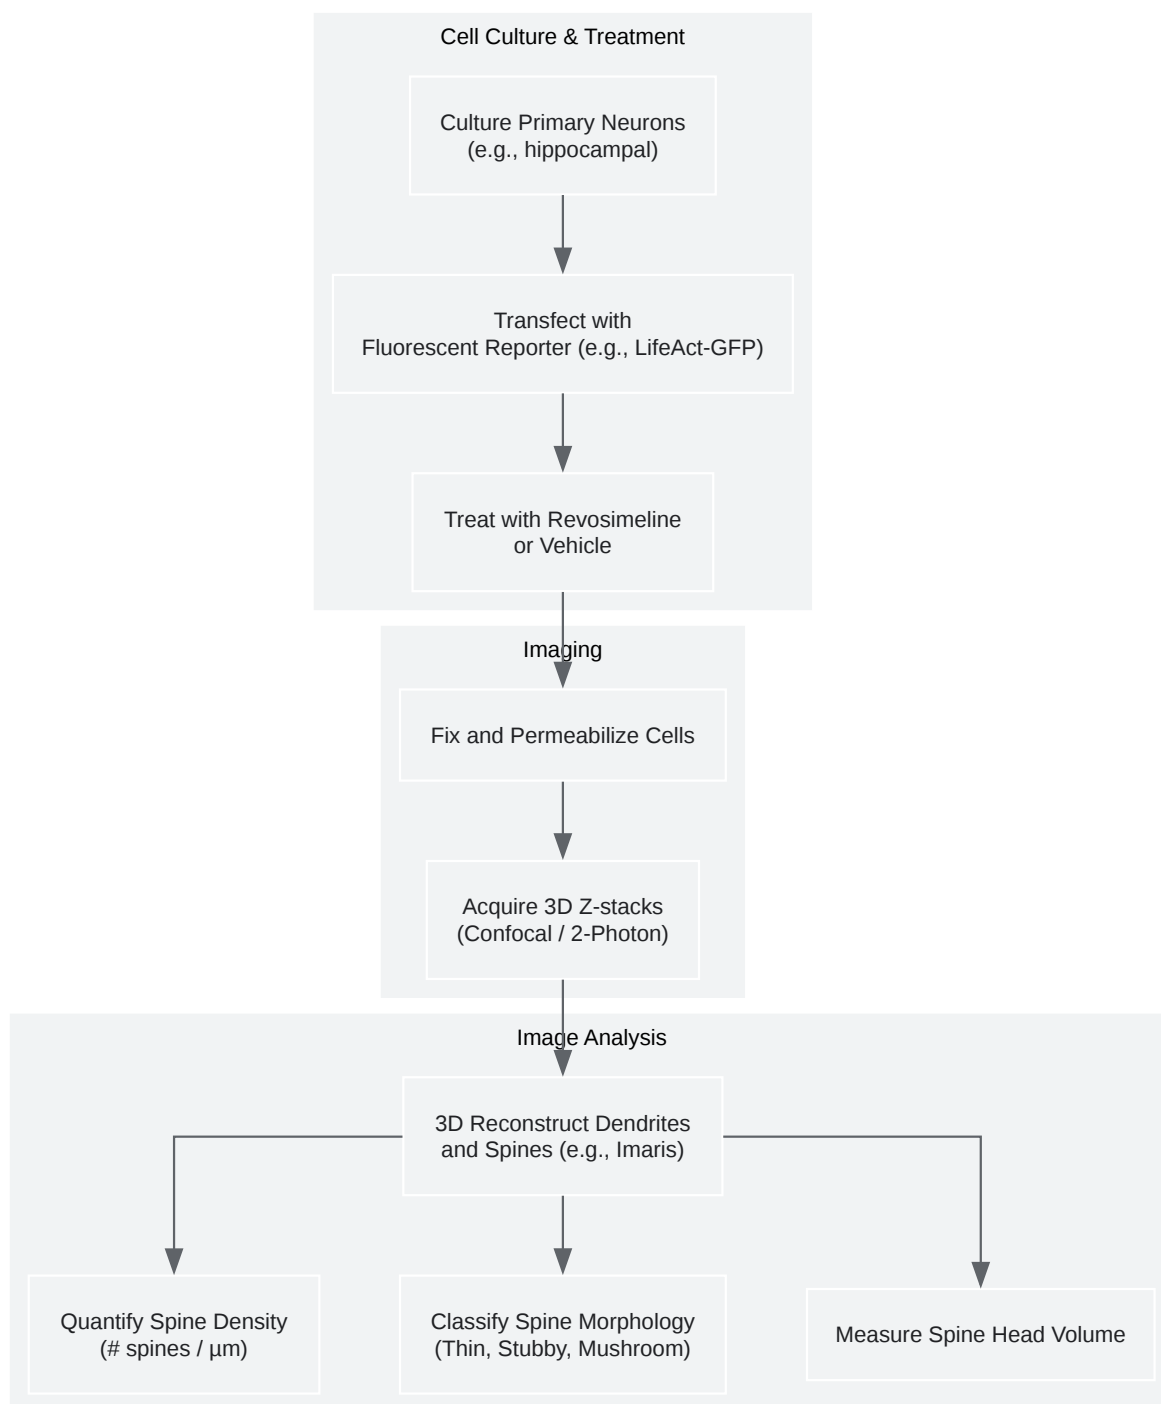 Cell Culture & Treatment
Culture Primary Neurons
(e.g., hippocampal)
Transfect with
Fluorescent Reporter (e.g., LifeAct-GFP)
Treat with Revosimeline
or Vehicle
Imaging
Fix and Permeabilize Cells
Acquire 3D Z-stacks
(Confocal / 2-Photon)
Image Analysis
3D Reconstruct Dendrites
and Spines (e.g., Imaris)
Quantify Spine Density
(# spines / µm)
Classify Spine Morphology
(Thin, Stubby, Mushroom)
Measure Spine Head Volume